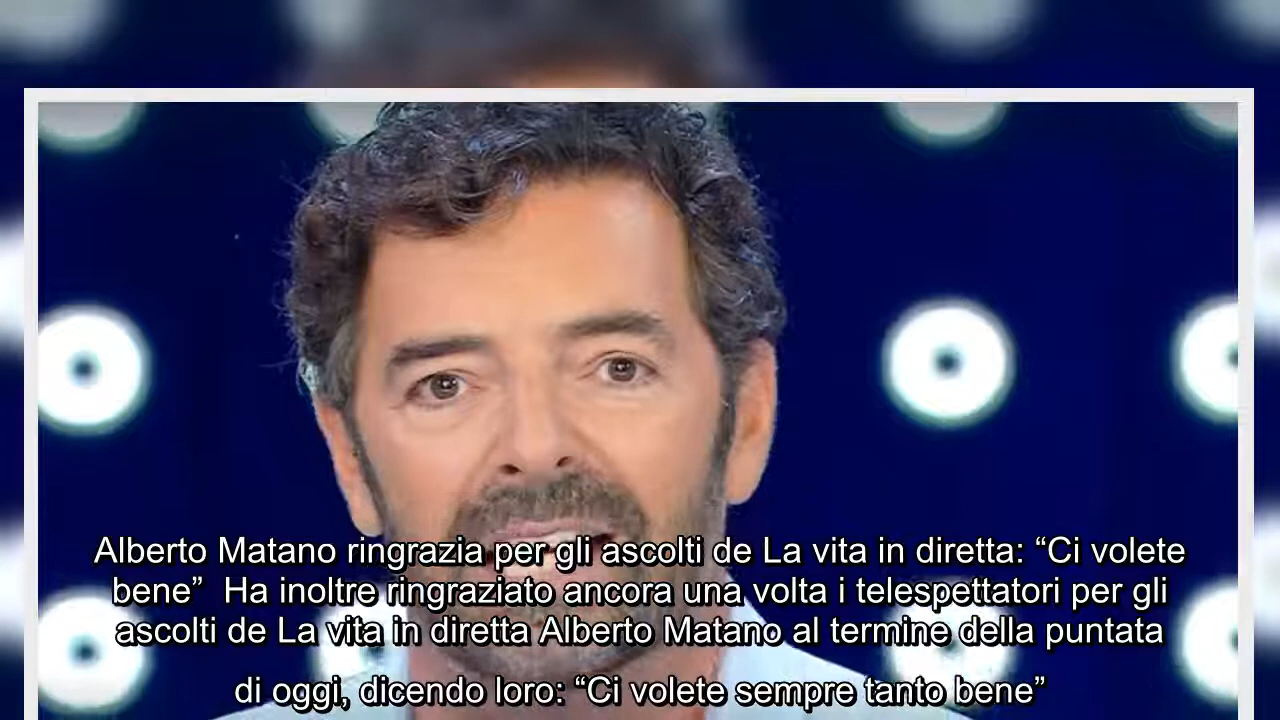 Alberto Matano ringrazia per gli ascolti de La vita in diretta: “Ci volete
bene”  Ha inoltre ringraziato ancora una volta i telespettatori per gli
ascolti de La vita in diretta Alberto Matano al termine della puntata
di oggi, dicendo loro: “Ci volete sempre tanto bene”